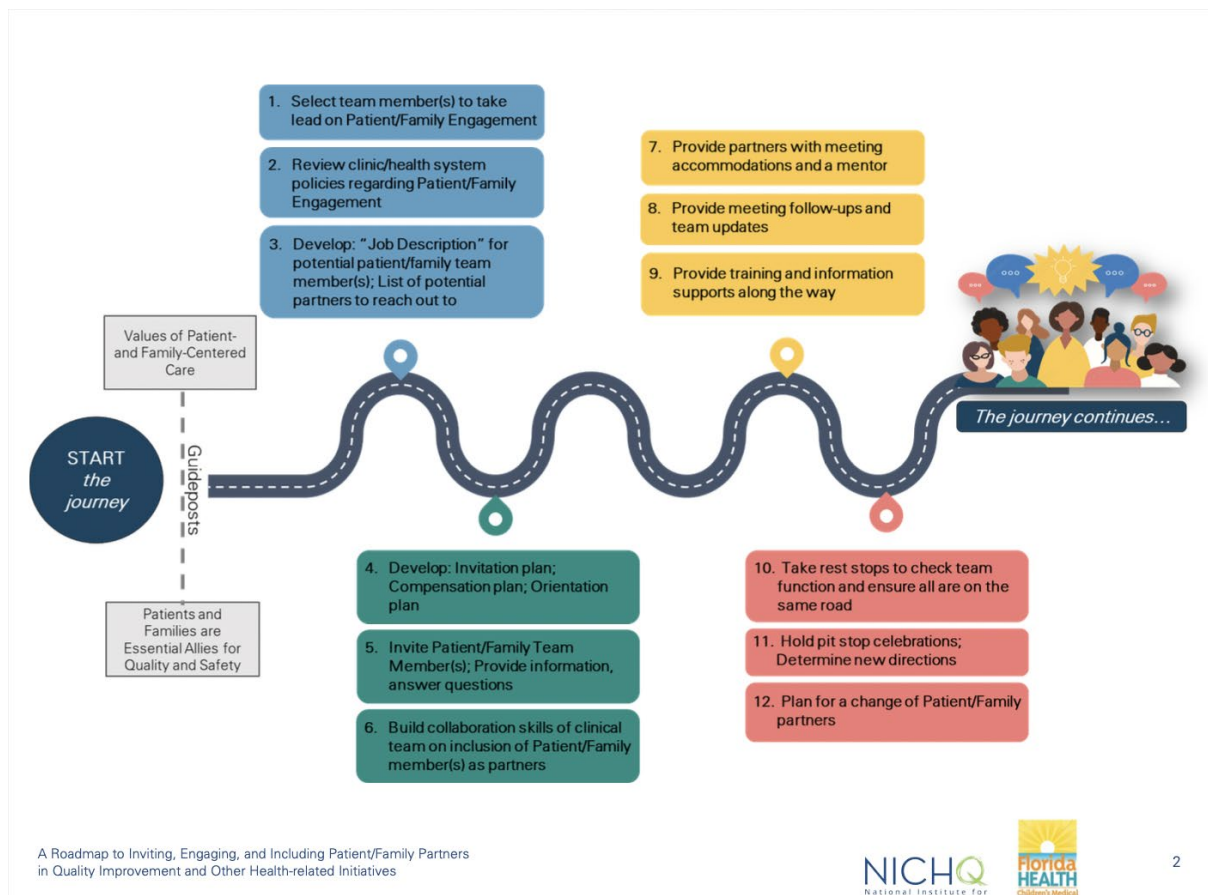 1. Select team member(s) to take
lead on Patient/Family Engagement
2. Review clinic/health system
policies regarding Patient/Family
Engagement
3. Develop: "Job Description" for
potential patient/family team
member(s); List of potential
partners to reach out to
7. Provide partners with meeting
accommodations and a mentor
8. Provide meeting follow-ups and
team updates
9. Provide training and information
supports along the way
Values of Patient-
and Family-Centered
Care
START
the
journey
Guideposts
Patients and
Families are
Essential Allies for
Quality and Safety
The journey continues...
4. Develop: Invitation plan;
Compensation plan; Orientation
plan
5. Invite Patient/Family Team
Member(s); Provide information,
answer questions
6. Build collaboration skills of clinical
team on inclusion of Patient/Family
member(s) as partners
10. Take rest stops to check team
function and ensure all are on the
same road
11. Hold pit stop celebrations;
Determine new directions
12. Plan for a change of Patient/Family
partners
A Roadmap to Inviting, Engaging, and Including Patient/Family Partners
in Quality Improvement and Other Health-related Initiatives
NICHQ
National Institute for
Florida
HEALTH
Children's Medical
2